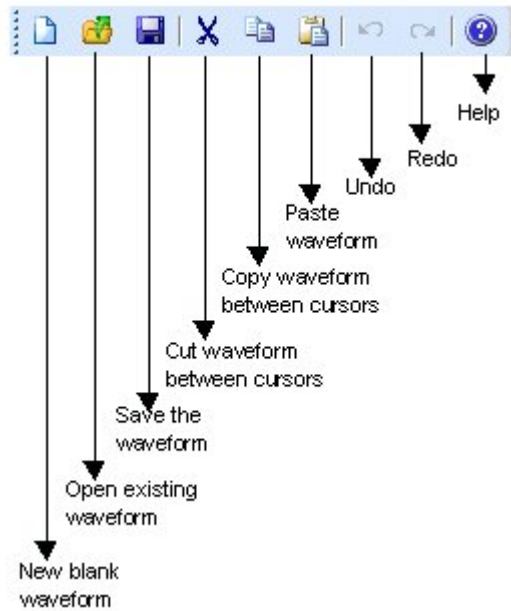 Help
Redo
Undo
Paste
waveform
Copy waveform
between cursors
Cut waveform
between cursors
Save the
waveform
Open existing
waveform
New blank
waveform